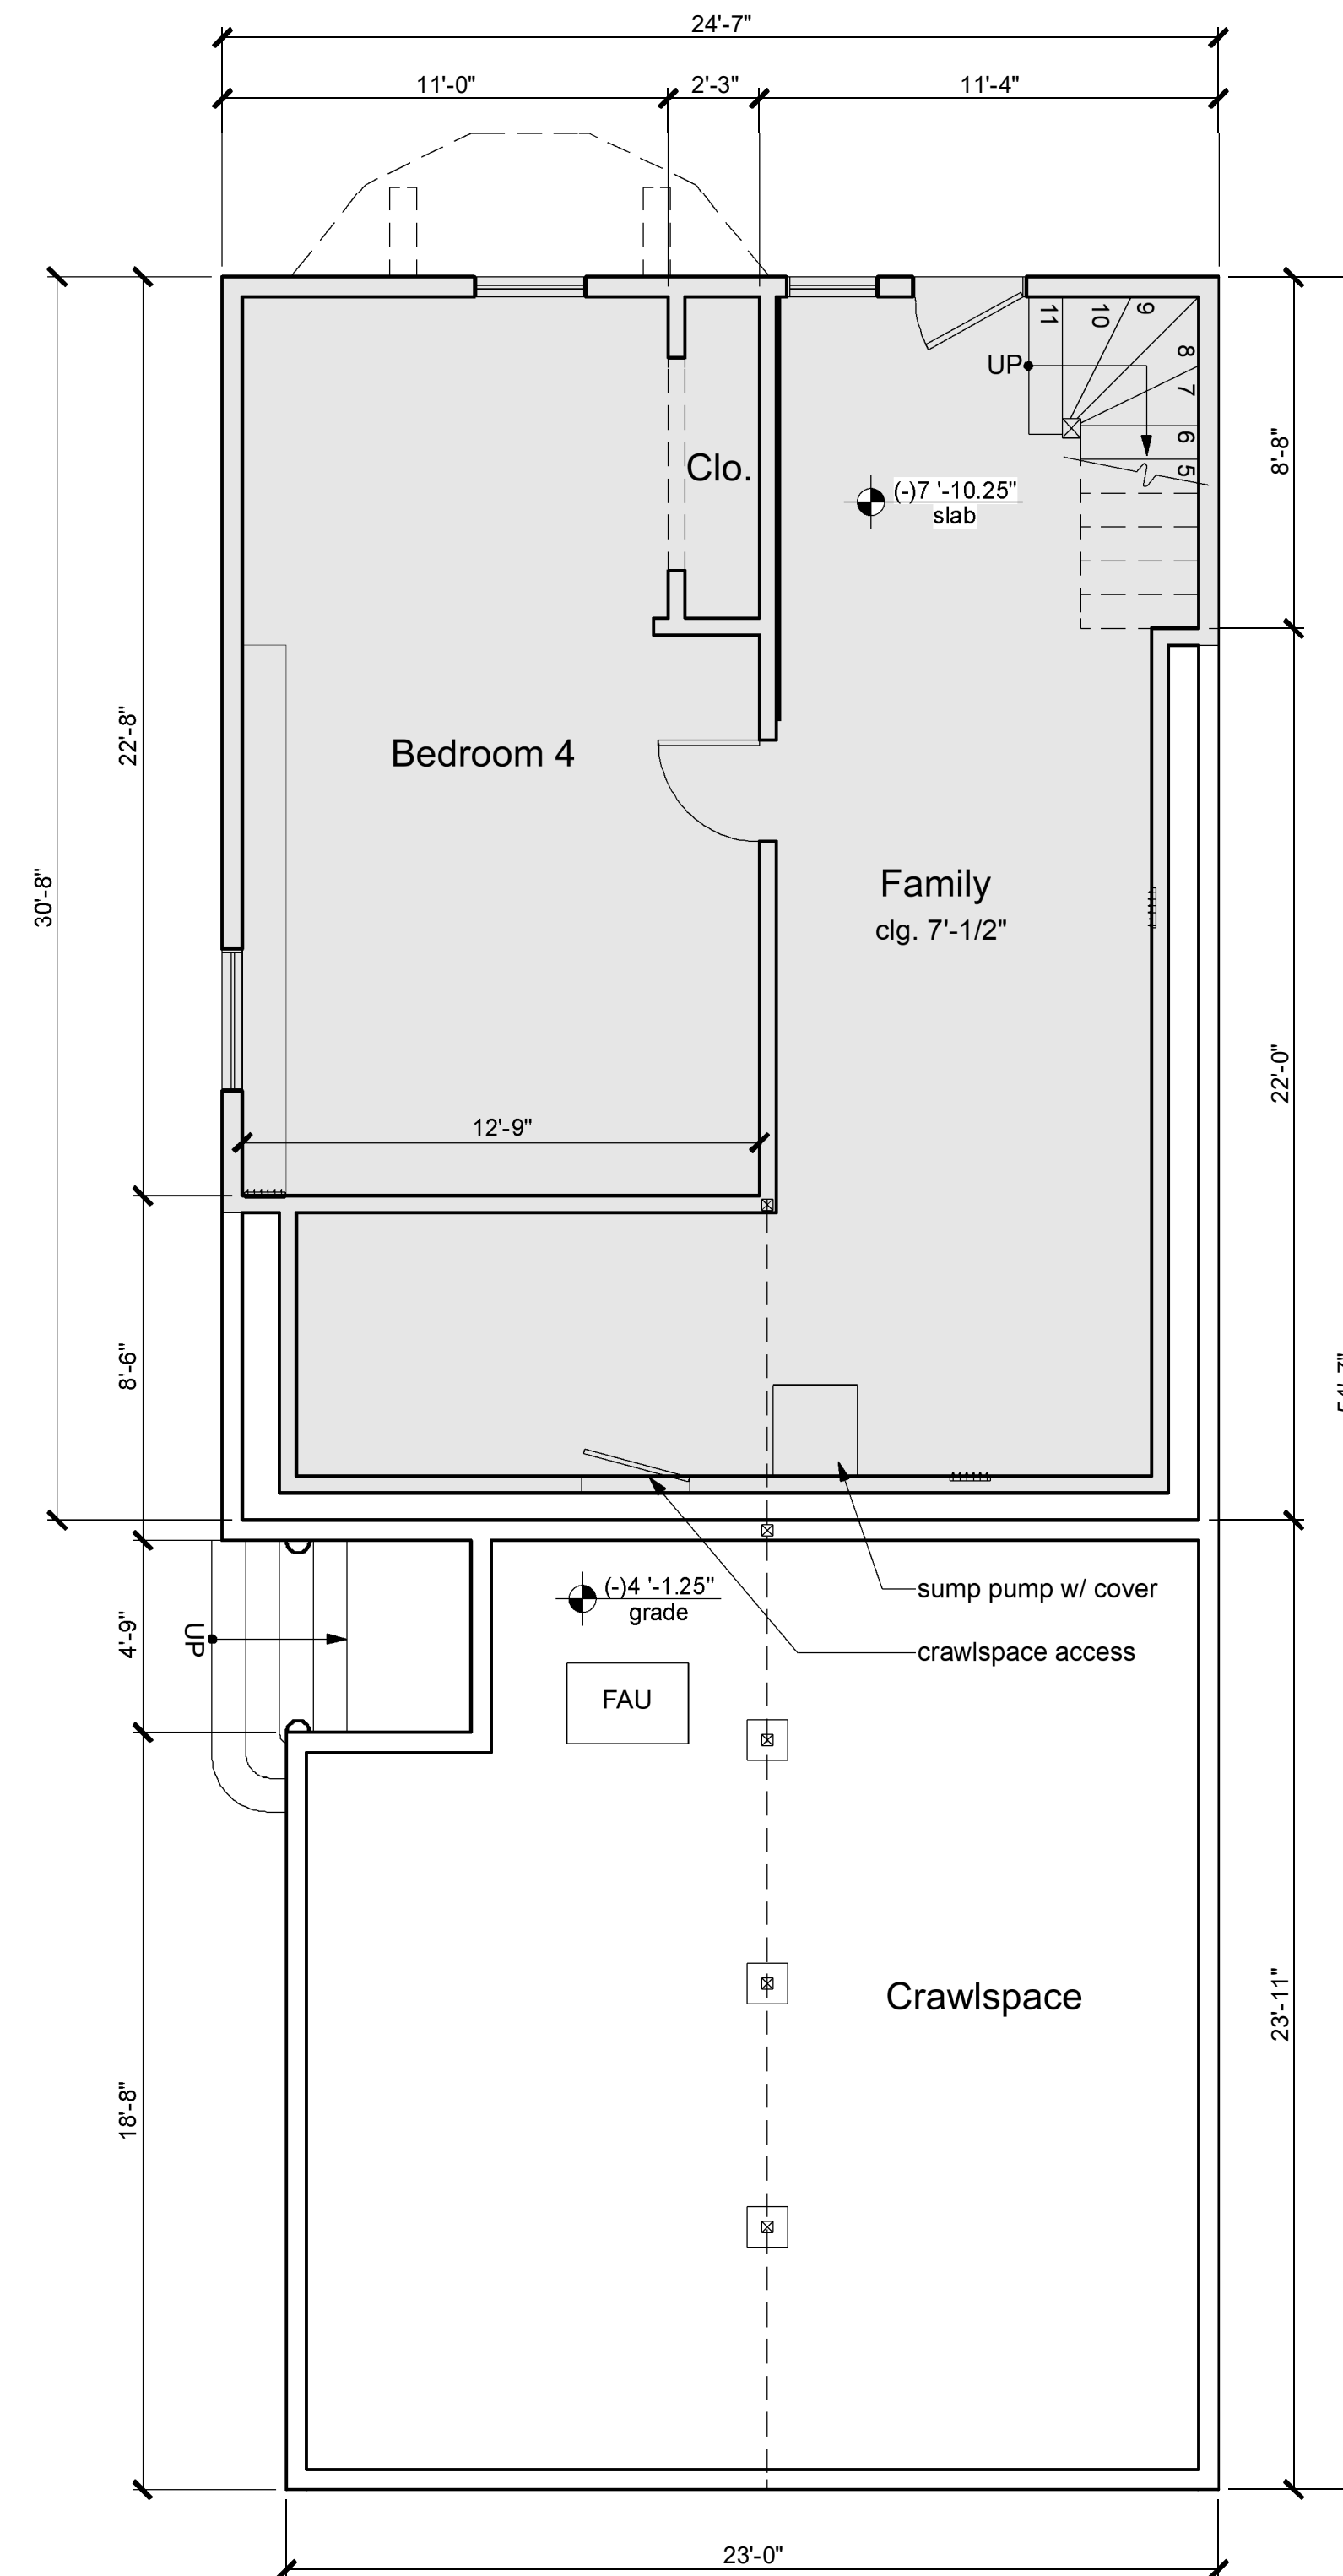 24'-7"
11'-0"
2'-3"
11'-4"
11
10
9
8
7
6
5
UP
Clo.
(-)7 '-10.25"
slab
8'-8"
22'-8"
Bedroom 4
30'-8"
Family
clg. 7'-1/2"
22'-0"
12'-9"
8'-6"
(-)4 '-1.25"
grade
sump pump w/ cover
crawlspace access
UP
4'-9"
FAU
Crawlspace
23'-11"
18'-8"
23'-0"